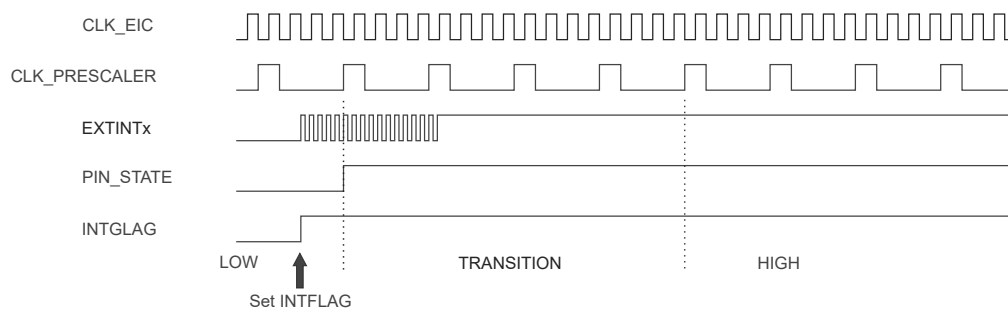 CLK_EIC
CLK_PRESCALER
EXTINTx
PIN_STATE
INTGLAG
LOW TRANSITION HIGH
Set INTFLAG